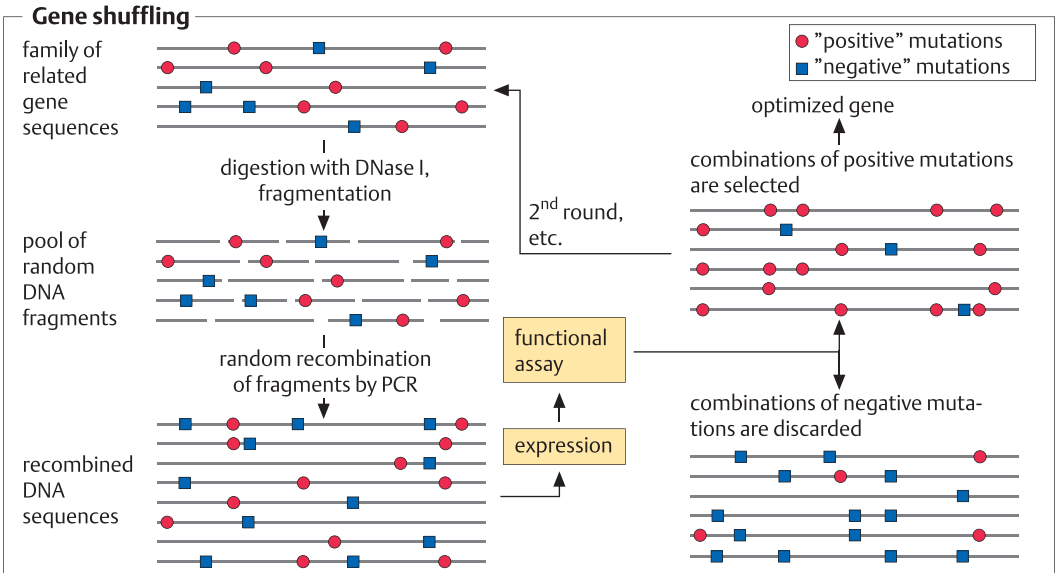 Gene shuffling
family of
related
gene
sequences
digestion with DNase I,
fragmentation
pool of
random
DNA
fragments
random recombination
of fragments by PCR
recombined
DNA
sequences
expression
functional
assay
2nd round,
etc.
"positive" mutations
"negative" mutations
optimized gene
combinations of positive mutations
are selected
combinations of negative muta-
tions are discarded